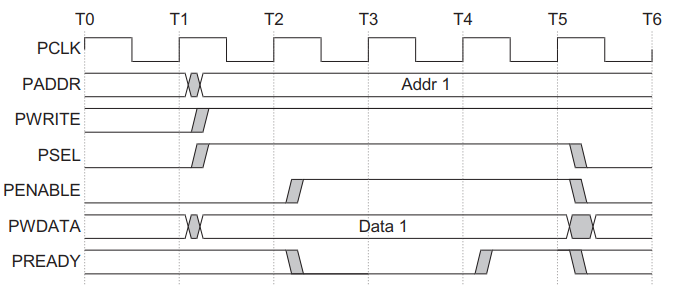 T0 T1 T2 T3 T4 T5 T6
PCLK
PADDR Addr 1
PWRITE
PSEL
PENABLE
PWDATA Data 1
PREADY